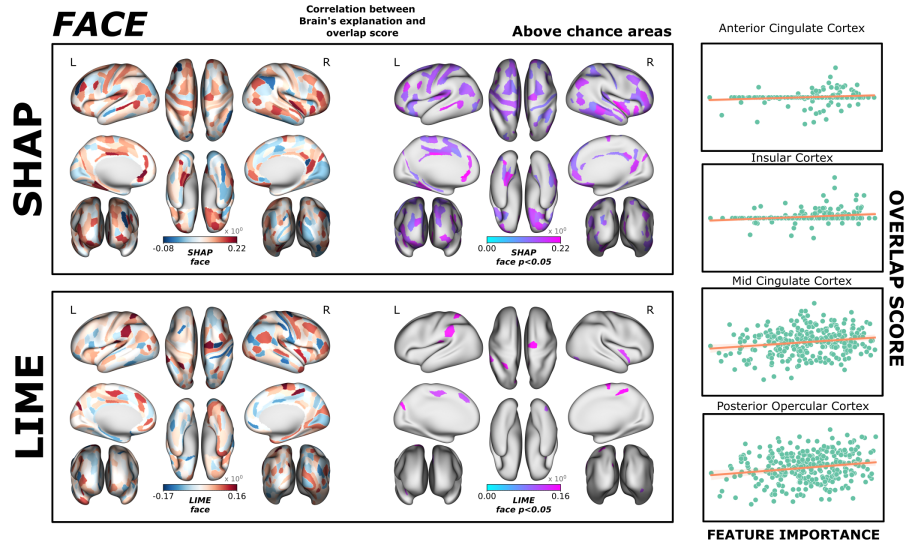 FACE
Correlation between
Brain's explanation and
overlap score
Above chance areas
SHAP
L
R
L
R
x 10⁰
-0.08
0.22
SHAP
face
x 10⁰
0.00
0.22
SHAP
face p<0.05
LIME
L
R
L
R
x 10⁰
-0.17
0.16
LIME
face
x 10⁰
0.00
0.16
LIME
face p<0.05
Anterior Cingulate Cortex
Insular Cortex
Mid Cingulate Cortex
Posterior Opercular Cortex
OVERLAP SCORE
FEATURE IMPORTANCE